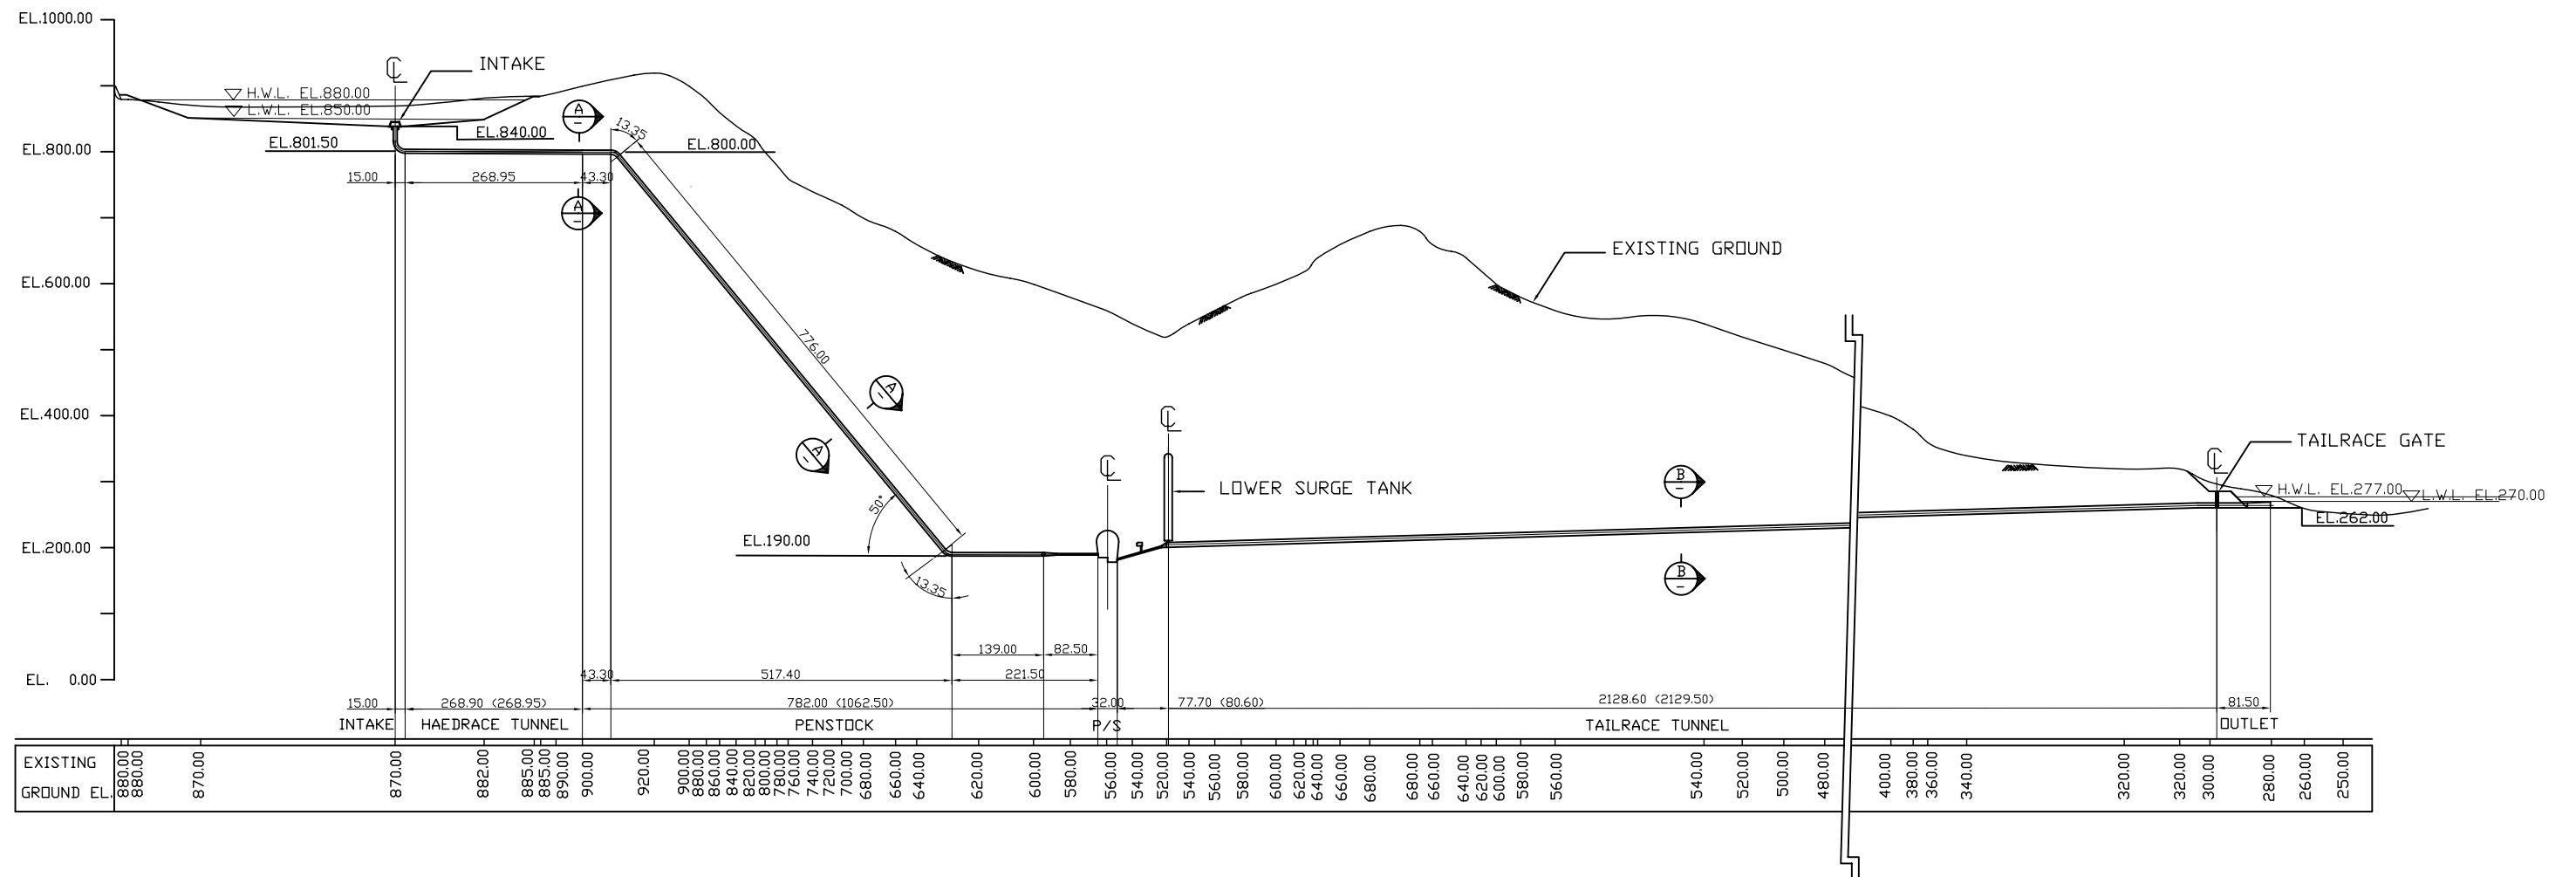 EL.1000.00
INTAKE
H.W.L. EL.880.00
L.W.L. EL.850.00
EL.840.00
A
–
13.35
EL.801.50
EL.800.00
EL.800.00
15.00
268.95
43.30
A
–
EXISTING GROUND
EL.600.00
776.00
A
–
EL.400.00
A
–
TAILRACE GATE
50°
LOWER SURGE TANK
B
–
H.W.L. EL.277.00
L.W.L. EL.270.00
EL.262.00
EL.200.00
EL.190.00
B
–
13.35
139.00
82.50
EL. 0.00
43.30
517.40
221.50
15.00
268.90 (268.95)
782.00 (1062.50)
32.00
77.70 (80.60)
2128.60 (2129.50)
81.50
INTAKE
HAEDRACE TUNNEL
PENSTOCK
P/S
TAILRACE TUNNEL
OUTLET
EXISTING
GROUND EL.
880.00
880.00
870.00
870.00
882.00
885.00
885.00
890.00
900.00
920.00
900.00
880.00
860.00
840.00
820.00
800.00
780.00
760.00
740.00
720.00
700.00
680.00
660.00
640.00
620.00
600.00
580.00
560.00
540.00
520.00
540.00
560.00
580.00
600.00
620.00
640.00
680.00
680.00
660.00
640.00
620.00
600.00
580.00
560.00
540.00
520.00
500.00
480.00
400.00
380.00
360.00
340.00
320.00
320.00
300.00
280.00
260.00
250.00